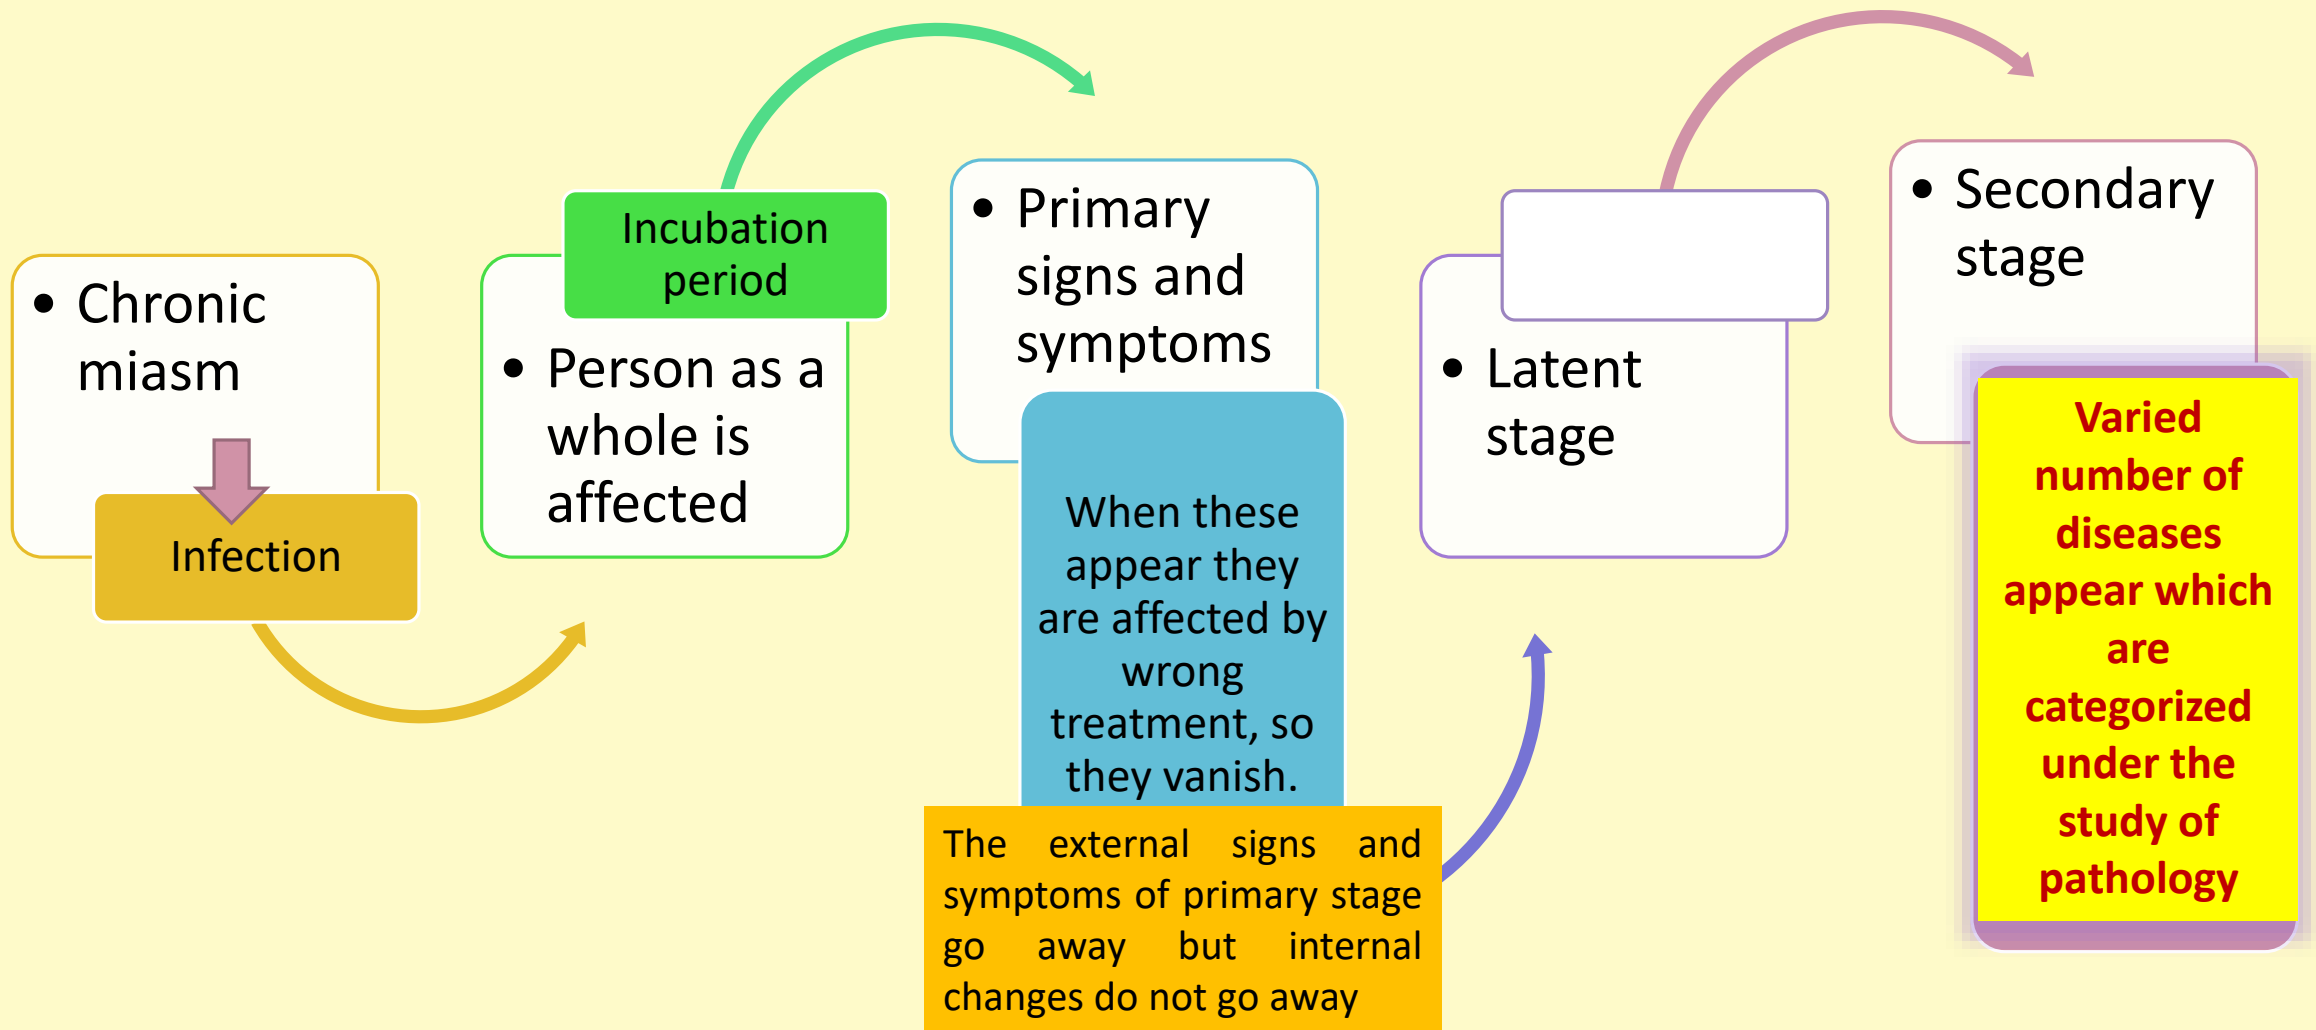 • Chronic
miasm
Infection
Incubation
period
• Person as a
whole is
affected
• Primary
signs and
symptoms
When these
appear they
are affected by
wrong
treatment, so
they vanish.
The external signs and
symptoms of primary stage
go away but internal
changes do not go away
• Latent
stage
• Secondary
stage
Varied
number of
diseases
appear which
are
categorized
under the
study of
pathology